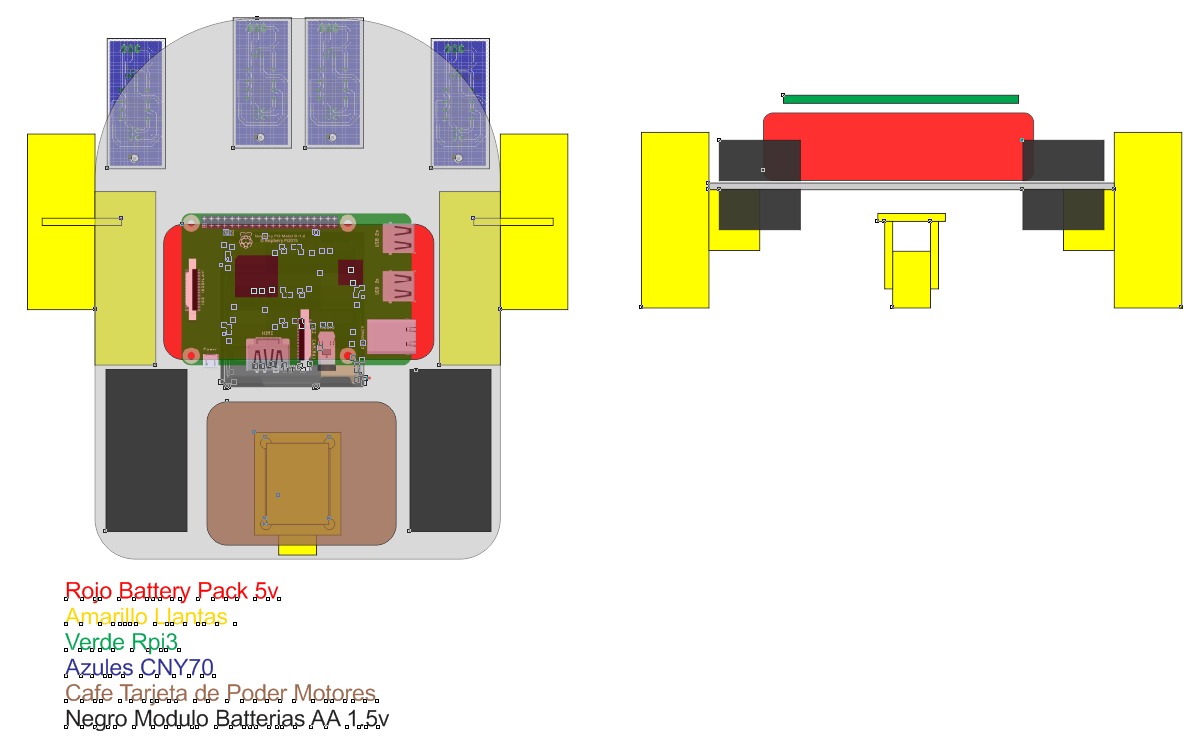 Rojo Battery Pack 5v
Amarillo Llantas
Verde Rpi3
Azules CNY70
Cafe Tarjeta de Poder Motores
Negro Modulo Batterias AA 1.5v